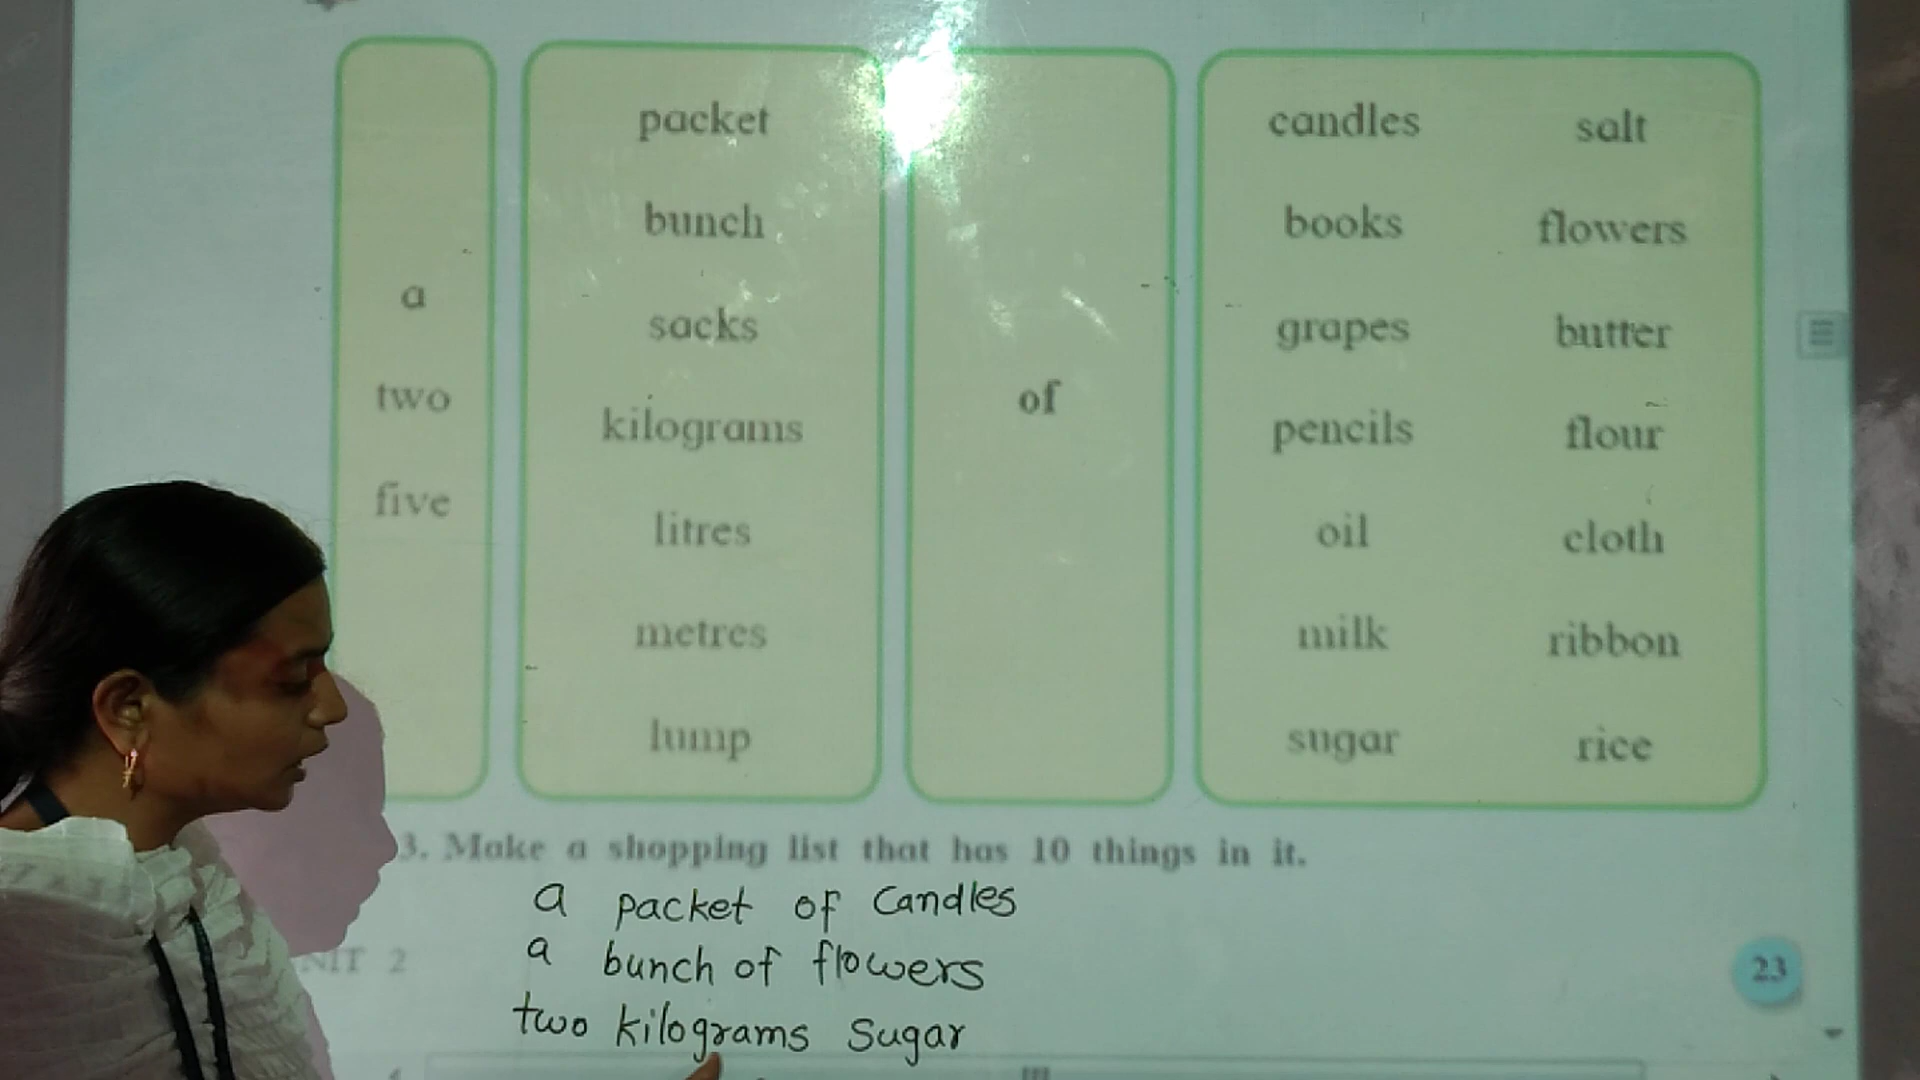 a
two
five
packet
bunch
sacks
kilograms
litres
metres
lump
of
candles salt
books flowers
grapes butter
pencils flour
oil cloth
milk ribbon
sugar rice
3. Make a shopping list that has 10 things in it.
a packet of Candles
a bunch of flowers
two kilograms Sugar
2
23